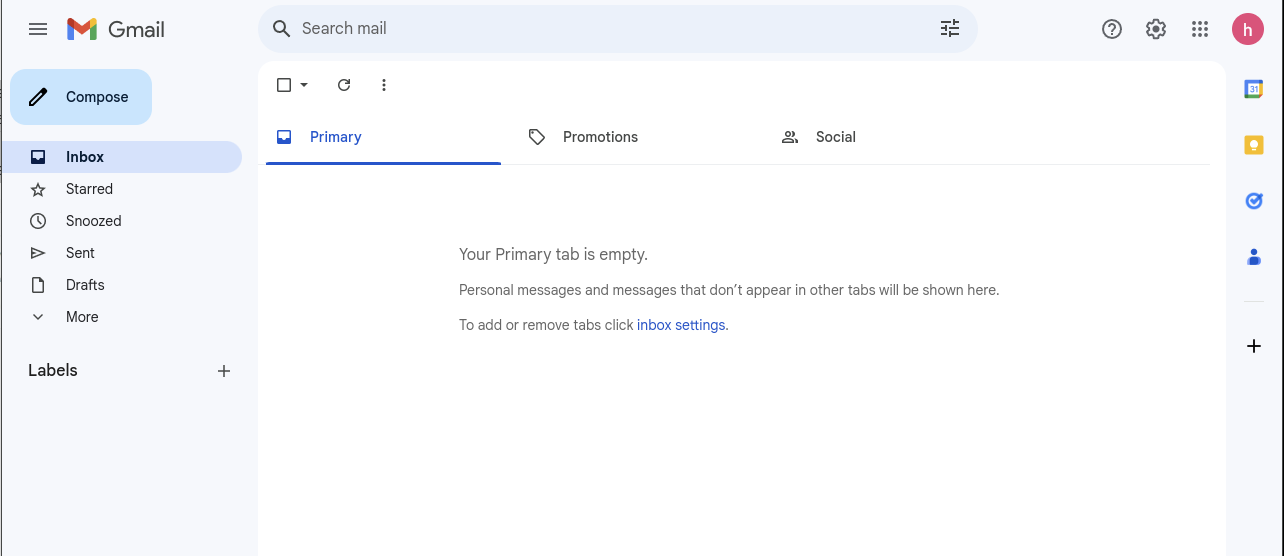 Gmail
Search mail
h
Compose
31
Primary
Promotions
Social
Inbox
Starred
Snoozed
Sent
Drafts
More
Labels
Your Primary tab is empty.
Personal messages and messages that don’t appear in other tabs will be shown here.
To add or remove tabs click inbox settings.